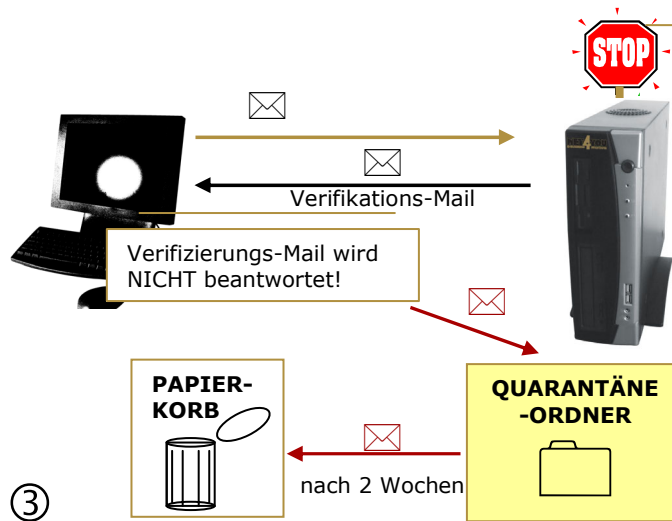 STOP
Verifikations-Mail
Verifizierungs-Mail wird
NICHT beantwortet!
PAPIER-
KORB
QUARANTÄNE
-ORDNER
nach 2 Wochen
③